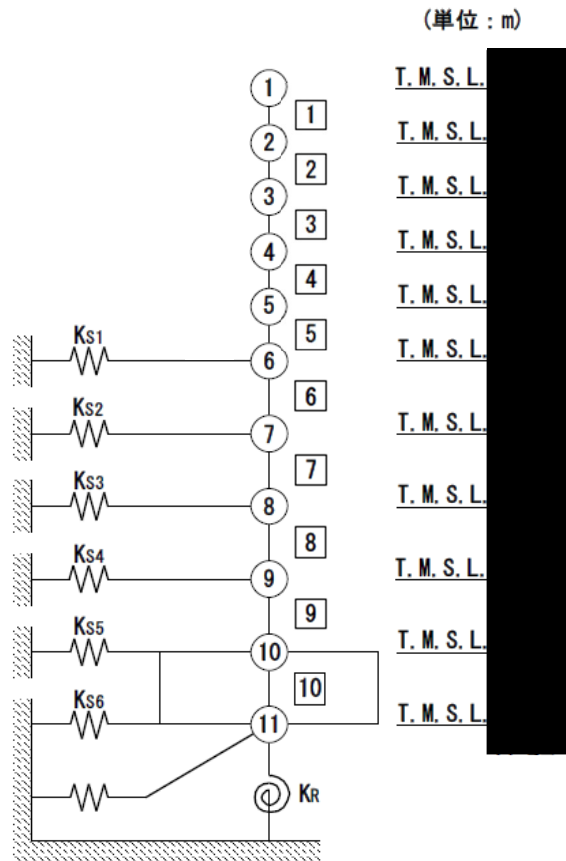 (単位:m)
1 T.M.S.L.
1
2 T.M.S.L.
2
3 T.M.S.L.
3
4 T.M.S.L.
4
5 T.M.S.L.
5
KS1 6 T.M.S.L.
6
KS2 7 T.M.S.L.
7
KS3 8 T.M.S.L.
8
KS4 9 T.M.S.L.
9
KS5 10 T.M.S.L.
10
KS6 11 T.M.S.L.
KR